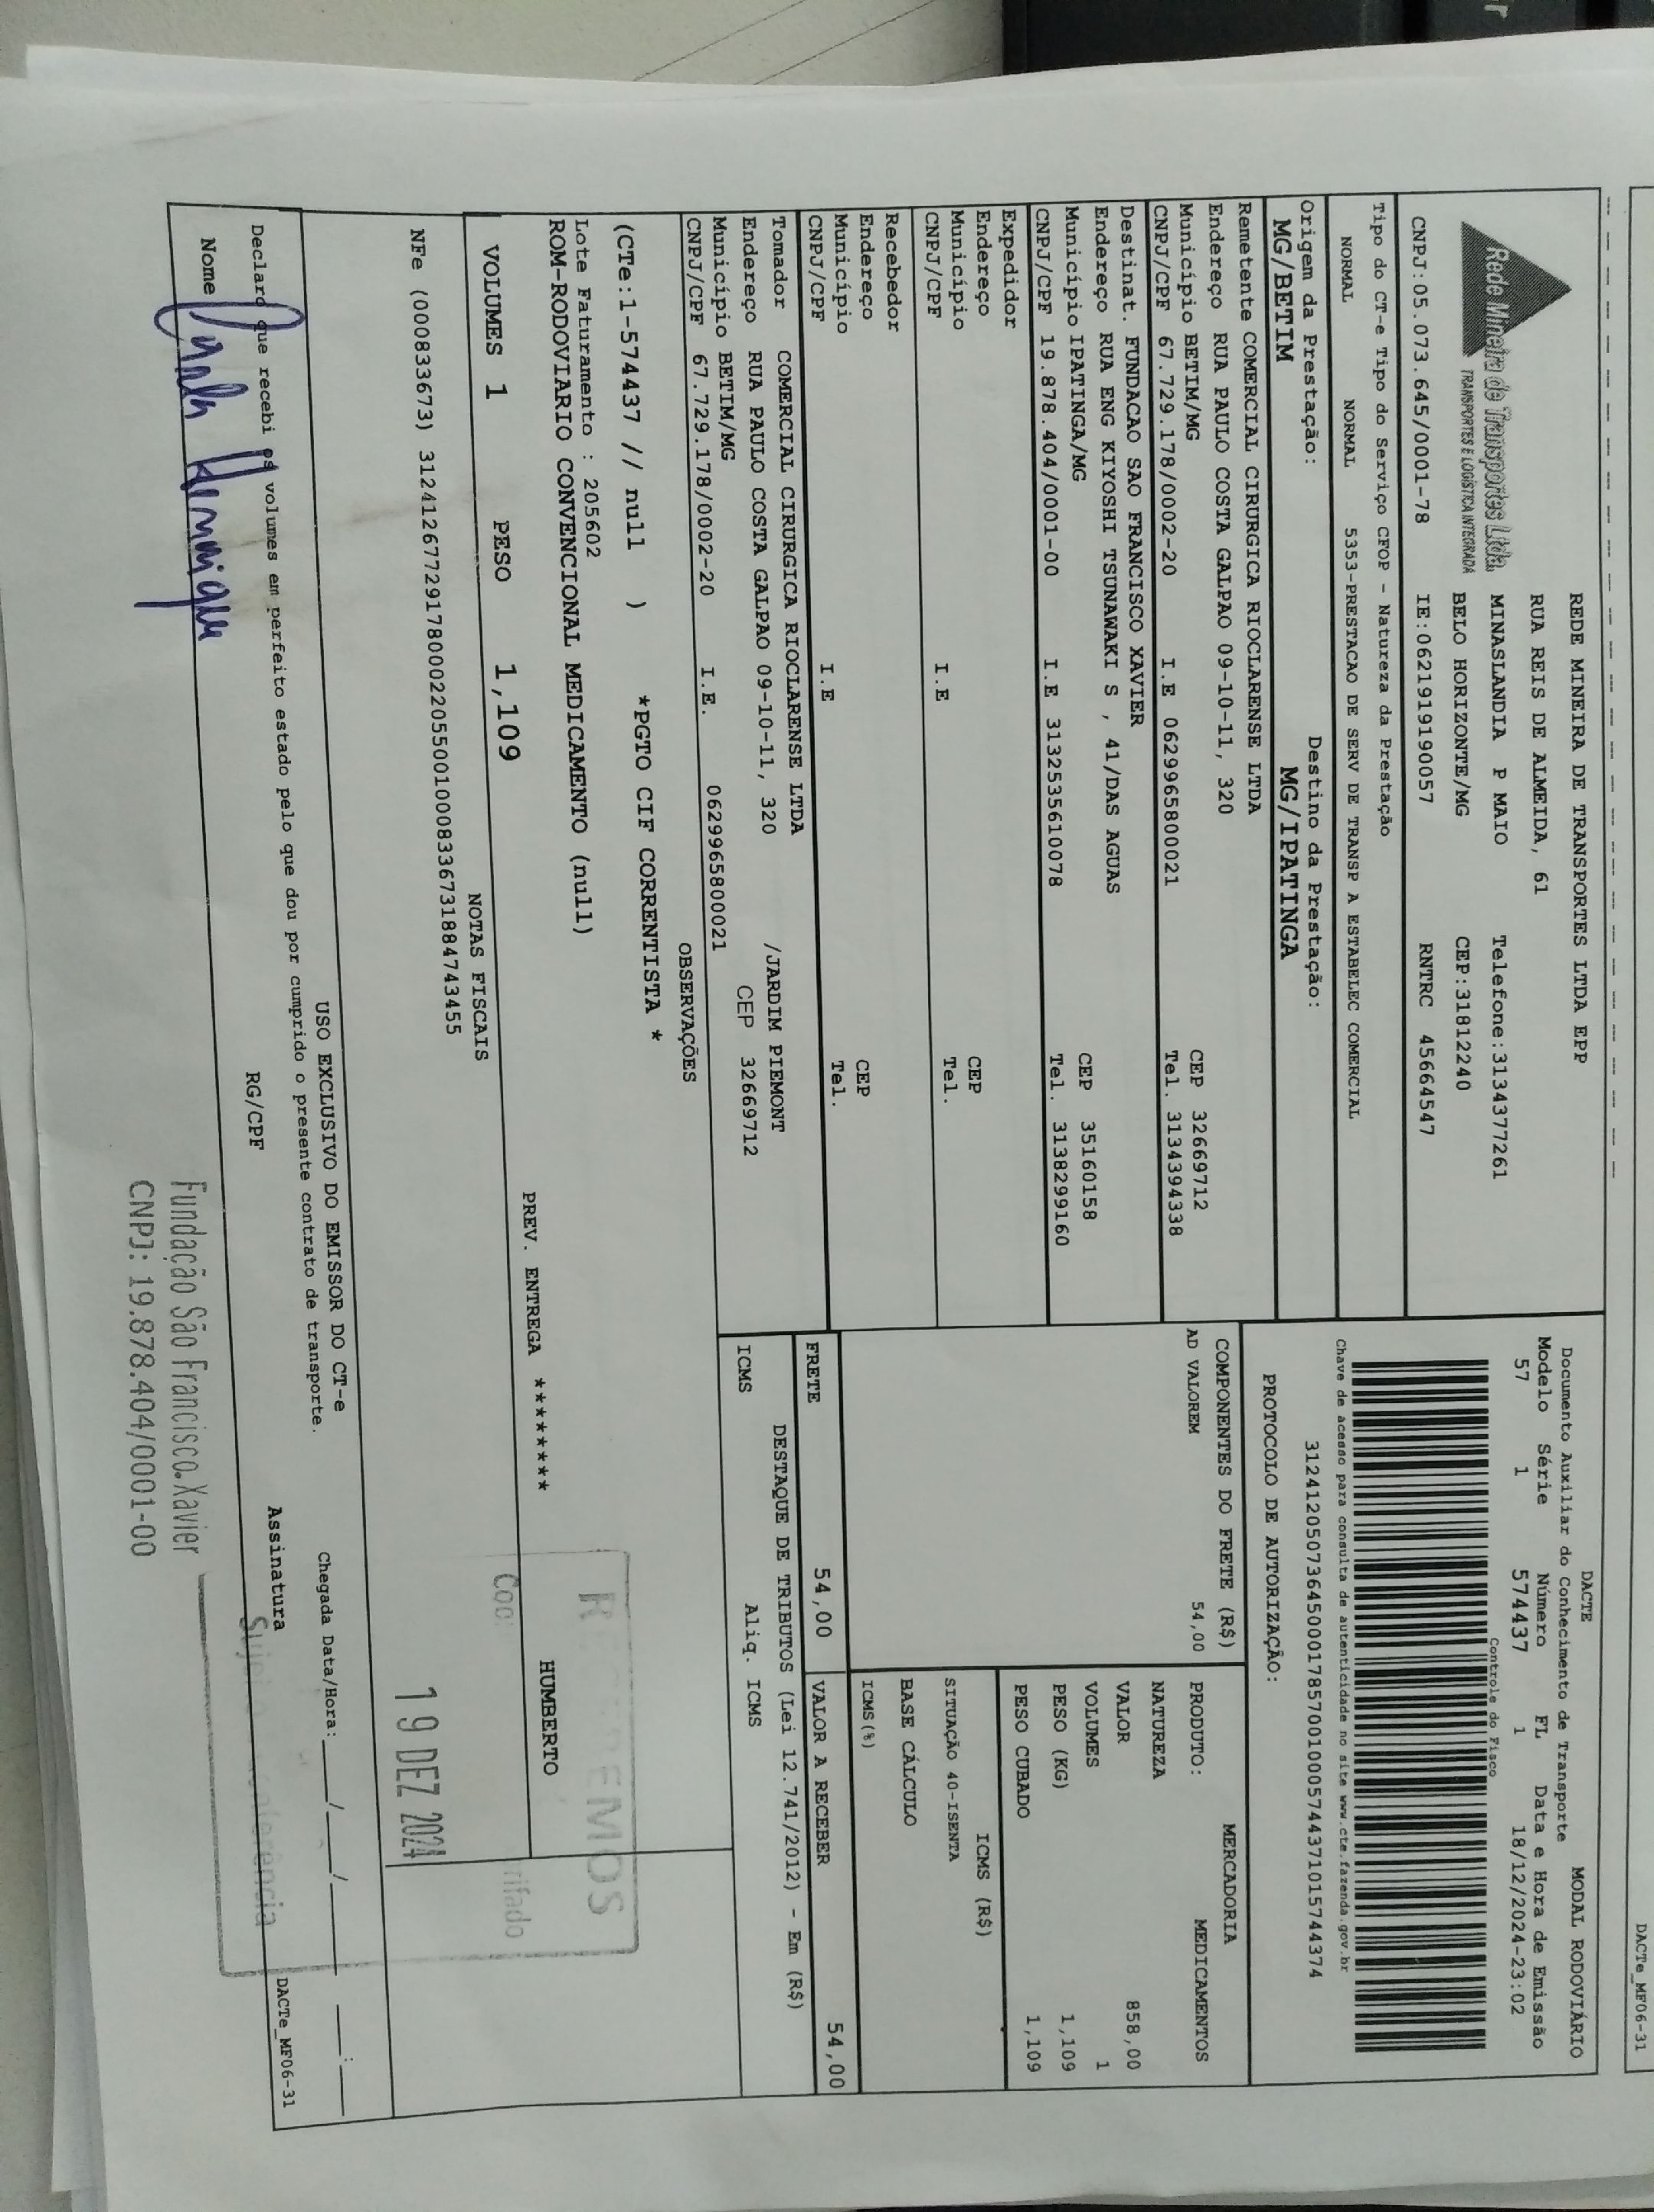 DACTe_MF06-31
Rede Mineira de Transportes Ltda.
TRANSPORTES E LOGÍSTICA INTEGRADA
REDE MINEIRA DE TRANSPORTES LTDA EPP
RUA REIS DE ALMEIDA, 61
MINASLANDIA P MAIO Telefone:3134377261
BELO HORIZONTE/MG CEP:31812240
CNPJ:05.073.645/0001-78 IE:0621919190057 RNTRC 45664547
DACTE MODAL RODOVIÁRIO
Documento Auxiliar do Conhecimento de Transporte
Modelo Série Número FL Data e Hora de Emissão
57 1 574437 1 18/12/2024-23:02
Controle do Fisco
Chave de acesso para consulta de autenticidade no site www.cte.fazenda.gov.br
31241205073645000178570010005744371015744374
PROTOCOLO DE AUTORIZAÇÃO:
Tipo do CT-e Tipo do Serviço CFOP - Natureza da Prestação
NORMAL NORMAL 5353-PRESTACAO DE SERV DE TRANSP A ESTABELEC COMERCIAL
Origem da Prestação: Destino da Prestação:
MG/BETIM MG/IPATINGA
Remetente COMERCIAL CIRURGICA RIOCLARENSE LTDA
Endereço RUA PAULO COSTA GALPAO 09-10-11, 320
Município BETIM/MG CEP 32669712
CNPJ/CPF 67.729.178/0002-20 I.E 0629965800021 Tel. 3134394338
Destinat. FUNDACAO SAO FRANCISCO XAVIER
Endereço RUA ENG KIYOSHI TSUNAWAKI S , 41/DAS AGUAS
Município IPATINGA/MG CEP 35160158
CNPJ/CPF 19.878.404/0001-00 I.E 3132535610078 Tel. 3138299160
Expedidor
Endereço
Município CEP
CNPJ/CPF I.E Tel.
Recebedor
Endereço
Município CEP
CNPJ/CPF I.E Tel.
Tomador COMERCIAL CIRURGICA RIOCLARENSE LTDA
Endereço RUA PAULO COSTA GALPAO 09-10-11, 320 /JARDIM PIEMONT
Município BETIM/MG CEP 32669712
CNPJ/CPF 67.729.178/0002-20 I.E. 0629965800021
COMPONENTES DO FRETE (R$)
AD VALOREM 54,00
MERCADORIA
PRODUTO: MEDICAMENTOS
NATUREZA
VALOR 858,00
VOLUMES 1
PESO (KG) 1,109
PESO CUBADO 1,109
ICMS (R$)
SITUAÇÃO 40-ISENTA
BASE CÁLCULO
ICMS(%)
FRETE 54,00 VALOR A RECEBER 54,00
DESTAQUE DE TRIBUTOS (Lei 12.741/2012) - Em (R$)
ICMS Aliq. ICMS
OBSERVAÇÕES
(CTe:1-574437 // null ) *PGTO CIF CORRENTISTA *
Lote Faturamento : 205602
ROM-RODOVIARIO CONVENCIONAL MEDICAMENTO (null)
PREV. ENTREGA ******** HUMBERTO
VOLUMES 1 PESO 1,109
NOTAS FISCAIS
NFe (000833673) 31241267729178000220550010008336731884743455
19 DEZ 2024
USO EXCLUSIVO DO EMISSOR DO CT-e
Declaro que recebi os volumes em perfeito estado pelo que dou por cumprido o presente contrato de transporte.
Chegada Data/Hora: ____/____/____ ___:___
Nome RG/CPF Assinatura
DACTe_MF06-31
Fundação São Francisco Xavier
CNPJ: 19.878.404/0001-00